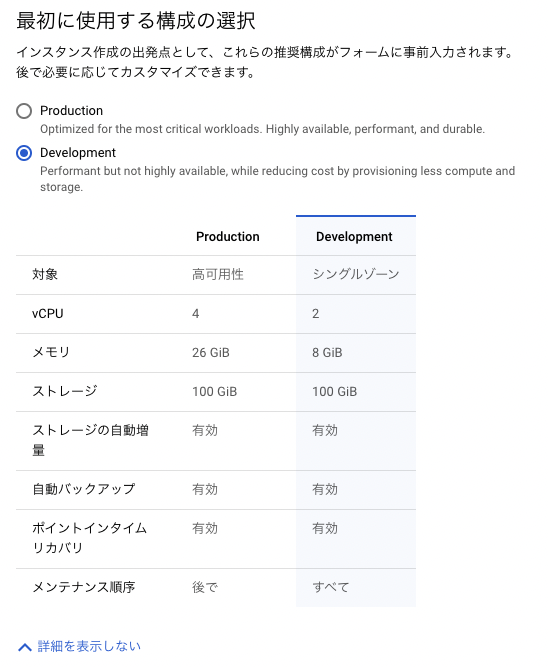 最初に使用する構成の選択
インスタンス作成の出発点として、これらの推奨構成がフォームに事前入力されます。
後で必要に応じてカスタマイズできます。
Production
Optimized for the most critical workloads. Highly available, performant, and durable.
Development
Performant but not highly available, while reducing cost by provisioning less compute and
storage.
Production Development
対象 高可用性 シングルゾーン
vCPU 4 2
メモリ 26 GiB 8 GiB
ストレージ 100 GiB 100 GiB
ストレージの自動増 有効 有効
量
自動バックアップ 有効 有効
ポイントインタイム 有効 有効
リカバリ
メンテナンス順序 後で すべて
詳細を表示しない